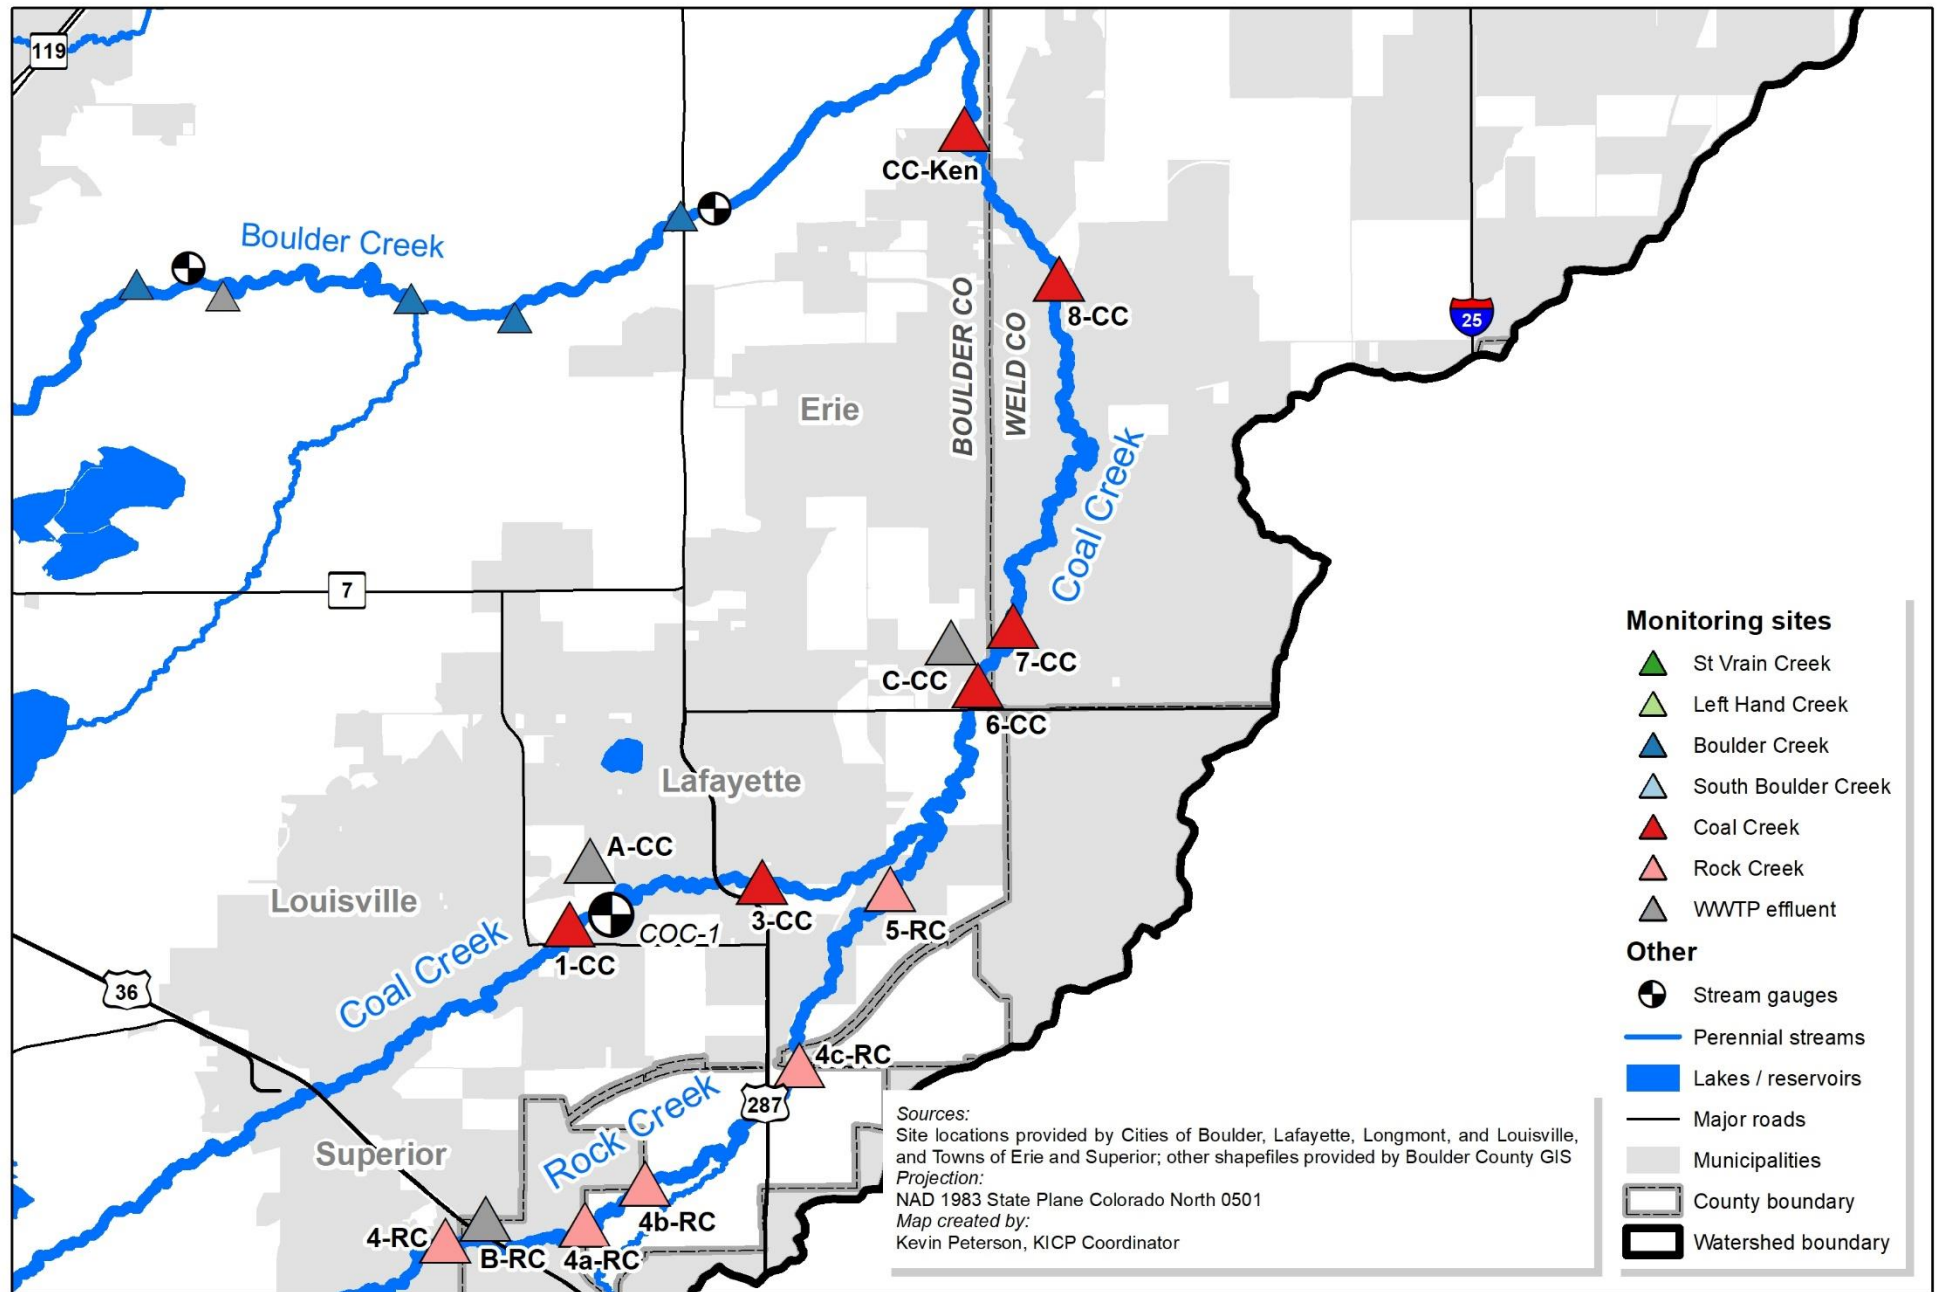 119
CC-Ken
Boulder Creek
8-CC
BOULDER CO
WELD CO
25
Erie
Coal Creek
7
7-CC
C-CC
6-CC
Lafayette
A-CC
Louisville
3-CC
5-RC
COC-1
1-CC
Coal Creek
36
4c-RC
287
Rock Creek
Superior
4b-RC
4-RC
B-RC
4a-RC
Sources:
Site locations provided by Cities of Boulder, Lafayette, Longmont, and Louisville,
and Towns of Erie and Superior; other shapefiles provided by Boulder County GIS
Projection:
NAD 1983 State Plane Colorado North 0501
Map created by:
Kevin Peterson, KICP Coordinator
Monitoring sites
St Vrain Creek
Left Hand Creek
Boulder Creek
South Boulder Creek
Coal Creek
Rock Creek
WWTP effluent
Other
Stream gauges
Perennial streams
Lakes / reservoirs
Major roads
Municipalities
County boundary
Watershed boundary